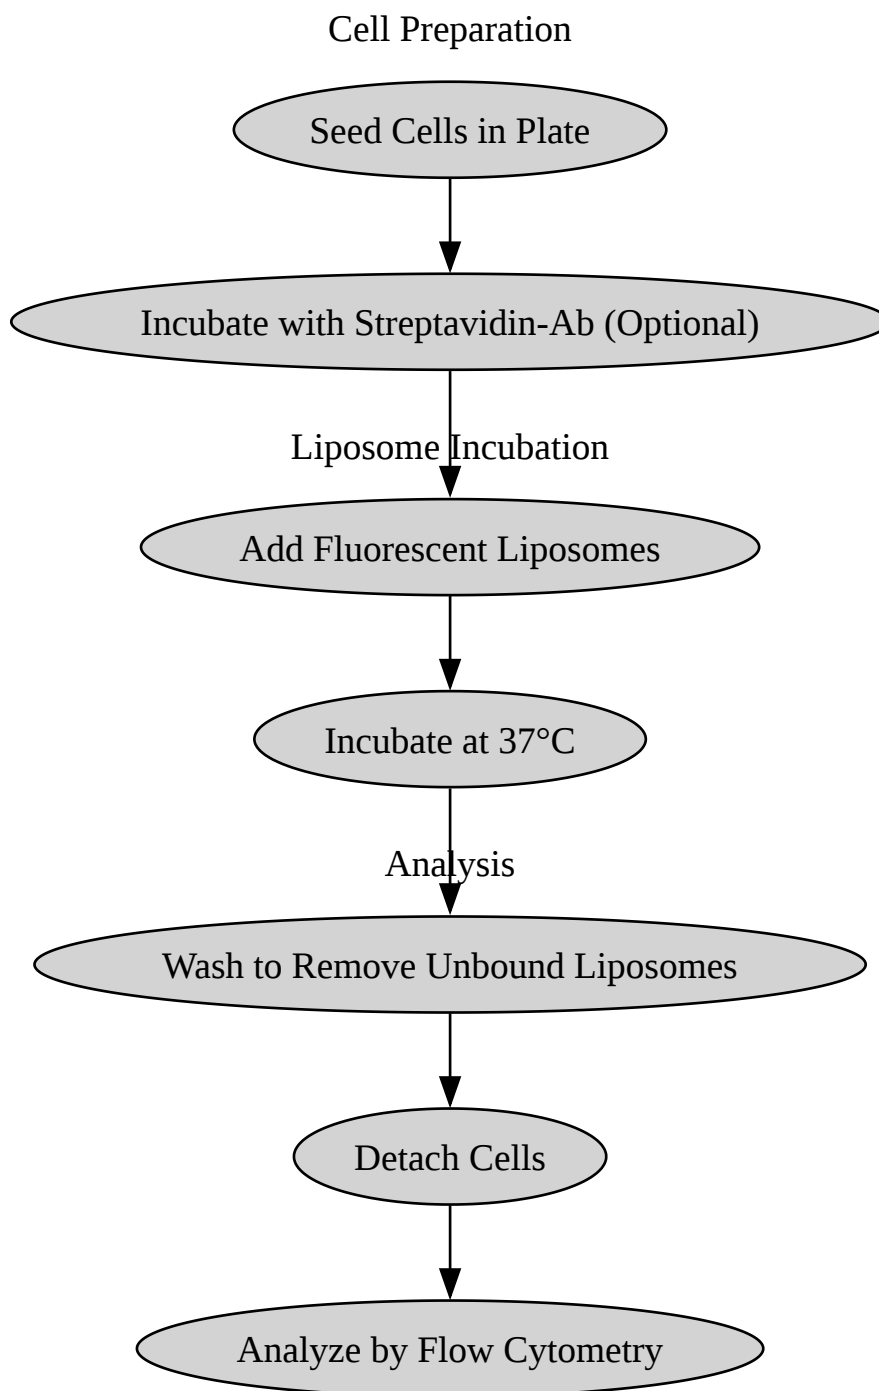 Cell Preparation
Seed Cells in Plate
Incubate with Streptavidin-Ab (Optional)
Liposome Incubation
Add Fluorescent Liposomes
Incubate at 37°C
Analysis
Wash to Remove Unbound Liposomes
Detach Cells
Analyze by Flow Cytometry